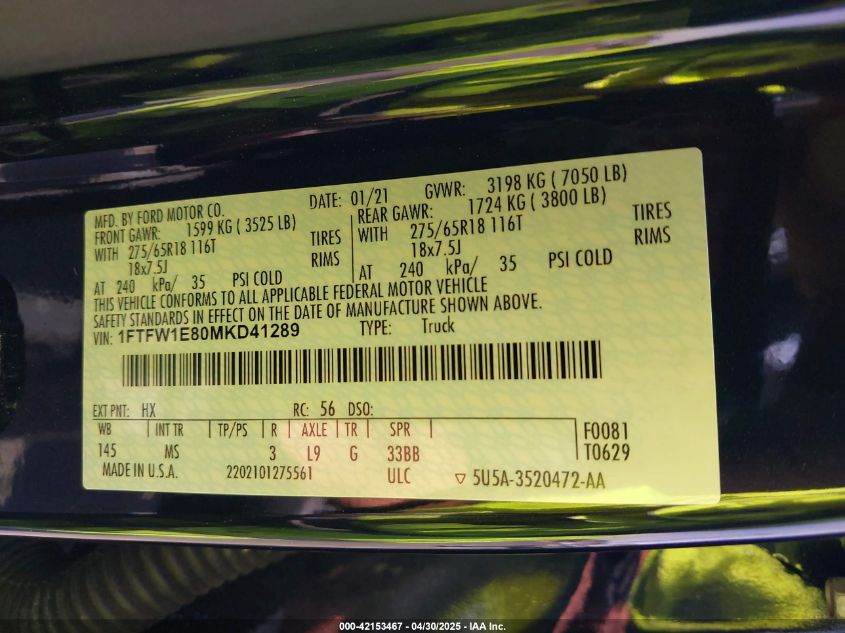 MFD. BY FORD MOTOR CO. DATE: 01/21 GVWR: 3198 KG ( 7050 LB)
FRONT GAWR: 1599 KG ( 3525 LB) REAR GAWR: 1724 KG ( 3800 LB)
WITH 275/65R18 116T TIRES WITH 275/65R18 116T TIRES
18x7.5J RIMS 18x7.5J RIMS
AT 240 kPa/ 35 PSI COLD AT 240 kPa/ 35 PSI COLD
THIS VEHICLE CONFORMS TO ALL APPLICABLE FEDERAL MOTOR VEHICLE
SAFETY STANDARDS IN EFFECT ON THE DATE OF MANUFACTURE SHOWN ABOVE.
VIN: 1FTFW1E80MKD41289 TYPE: Truck
EXT PNT: HX RC: 56 DSO:
WB INT TR TP/PS R AXLE TR SPR F0081
145 MS 3 L9 G 33BB T0629
MADE IN U.S.A. 2202101275561 ULC ▽ 5U5A-3520472-AA
000-42153467 - 04/30/2025 - IAA Inc.